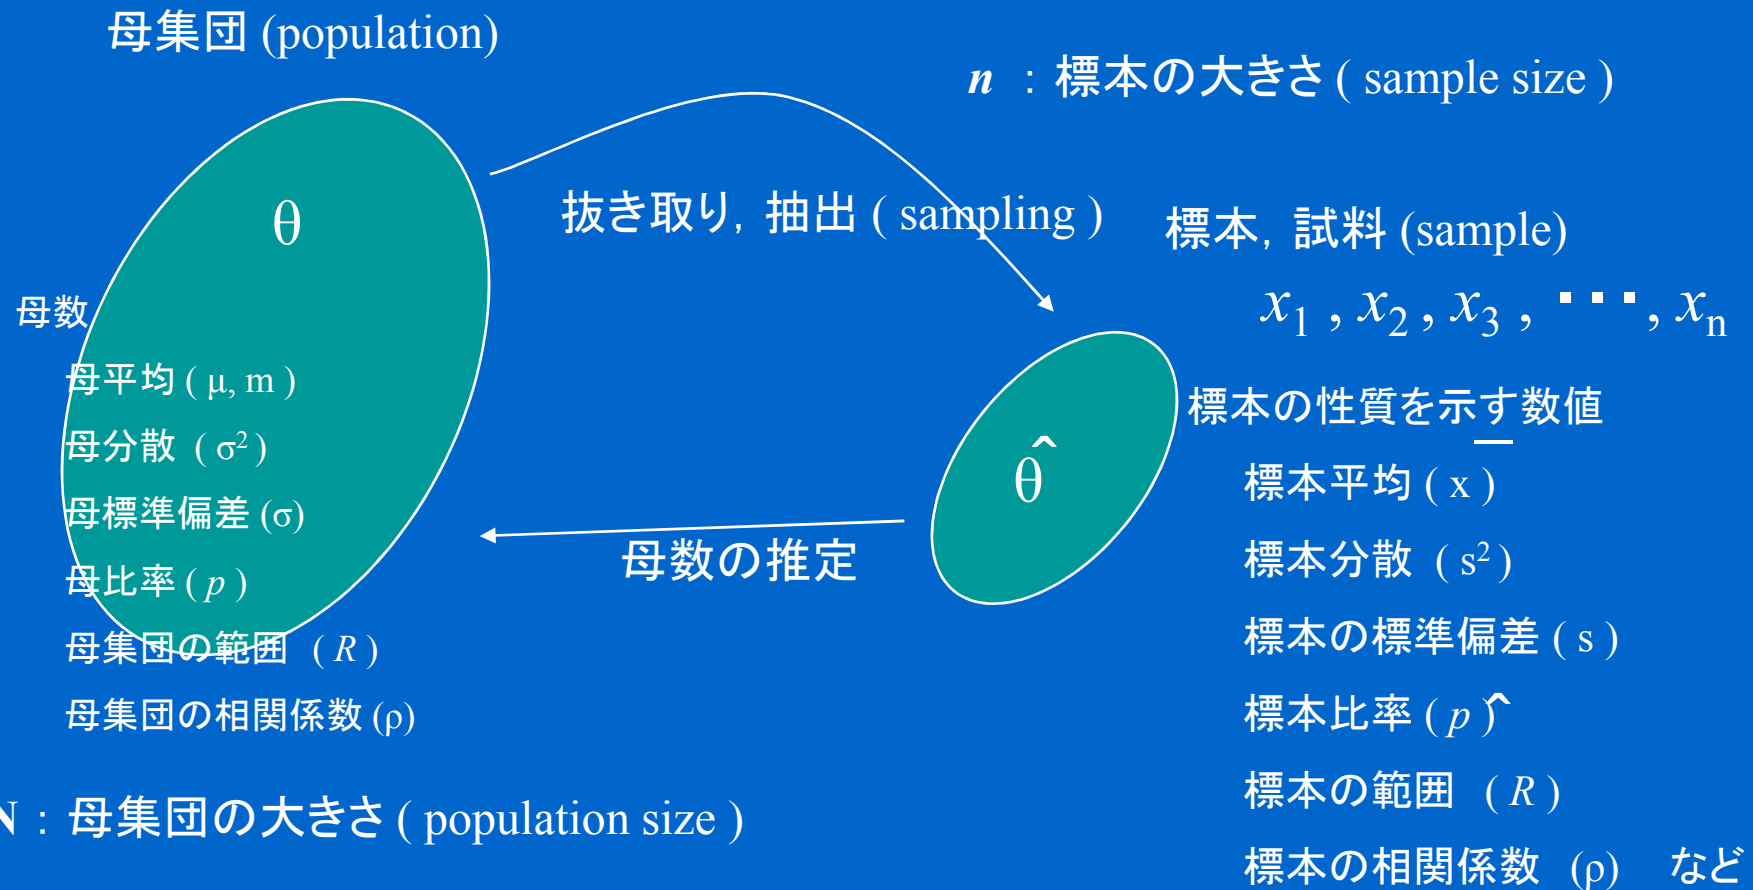 母集団 (population)
n : 標本の大きさ ( sample size )
θ
抜き取り, 抽出 ( sampling )
標本, 試料 (sample)
x1 , x2 , x3 , ･･･, xn
母数
母平均 ( μ, m )
母分散 ( σ2 )
母標準偏差 (σ)
母比率 ( p )
母集団の範囲 ( R )
母集団の相関係数 (ρ)
θ̂
母数の推定
標本の性質を示す数値
標本平均 ( x̄ )
標本分散 ( s2 )
標本の標準偏差 ( s )
標本比率 ( p̂ )
標本の範囲 ( R )
標本の相関係数 (ρ) など
N : 母集団の大きさ ( population size )